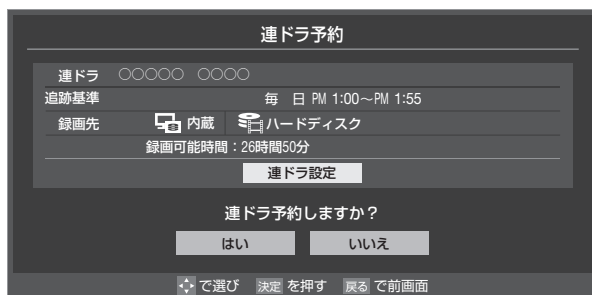 連ドラ予約
連ドラ ○○○○○ ○○○○
追跡基準 毎 日 PM 1:00~PM 1:55
録画先 内蔵 ハードディスク
録画可能時間:26時間50分
連ドラ設定
連ドラ予約しますか?
はい いいえ
で選び 決定 を押す 戻る で前画面